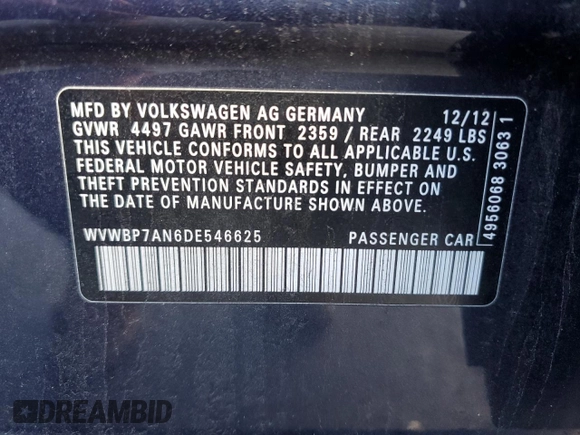 MFD BY VOLKSWAGEN AG GERMANY 12/12
GVWR 4497 GAWR FRONT 2359 / REAR 2249 LBS
THIS VEHICLE CONFORMS TO ALL APPLICABLE U.S.
FEDERAL MOTOR VEHICLE SAFETY, BUMPER AND
THEFT PREVENTION STANDARDS IN EFFECT ON
THE DATE OF MANUFACTURE SHOWN ABOVE.
WVWBP7AN6DE546625 PASSENGER CAR
4956068 3063 1
DREAMBID